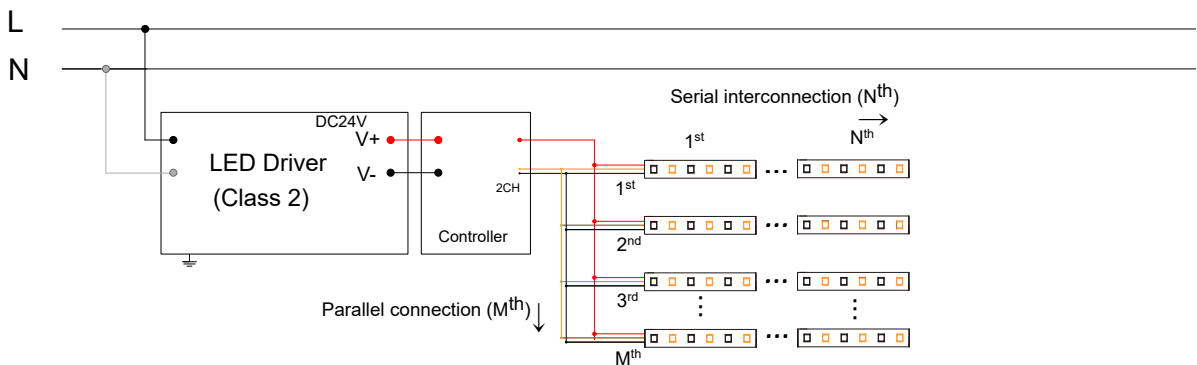 L
N
Serial interconnection (Nth)
Nth
1st
DC24V
V+
LED Driver
(Class 2)
V-
2CH
Controller
1st
2nd
3rd
Parallel connection (Mth)
Mth